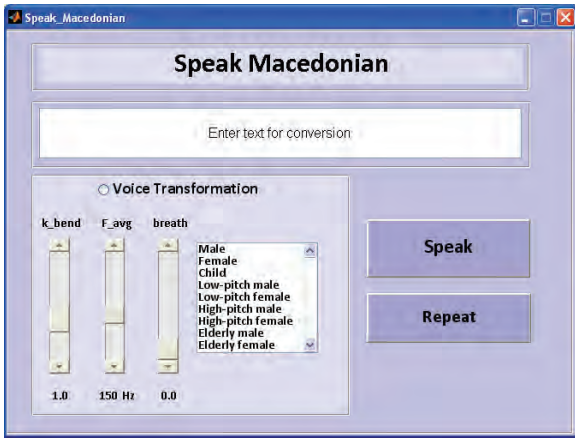 Speak_Macedonian
Speak Macedonian
Enter text for conversion
Voice Transformation
k_bend F_avg breath
Male
Female
Child
Low-pitch male
Low-pitch female
High-pitch male
High-pitch female
Elderly male
Elderly female
1.0 150 Hz 0.0
Speak
Repeat